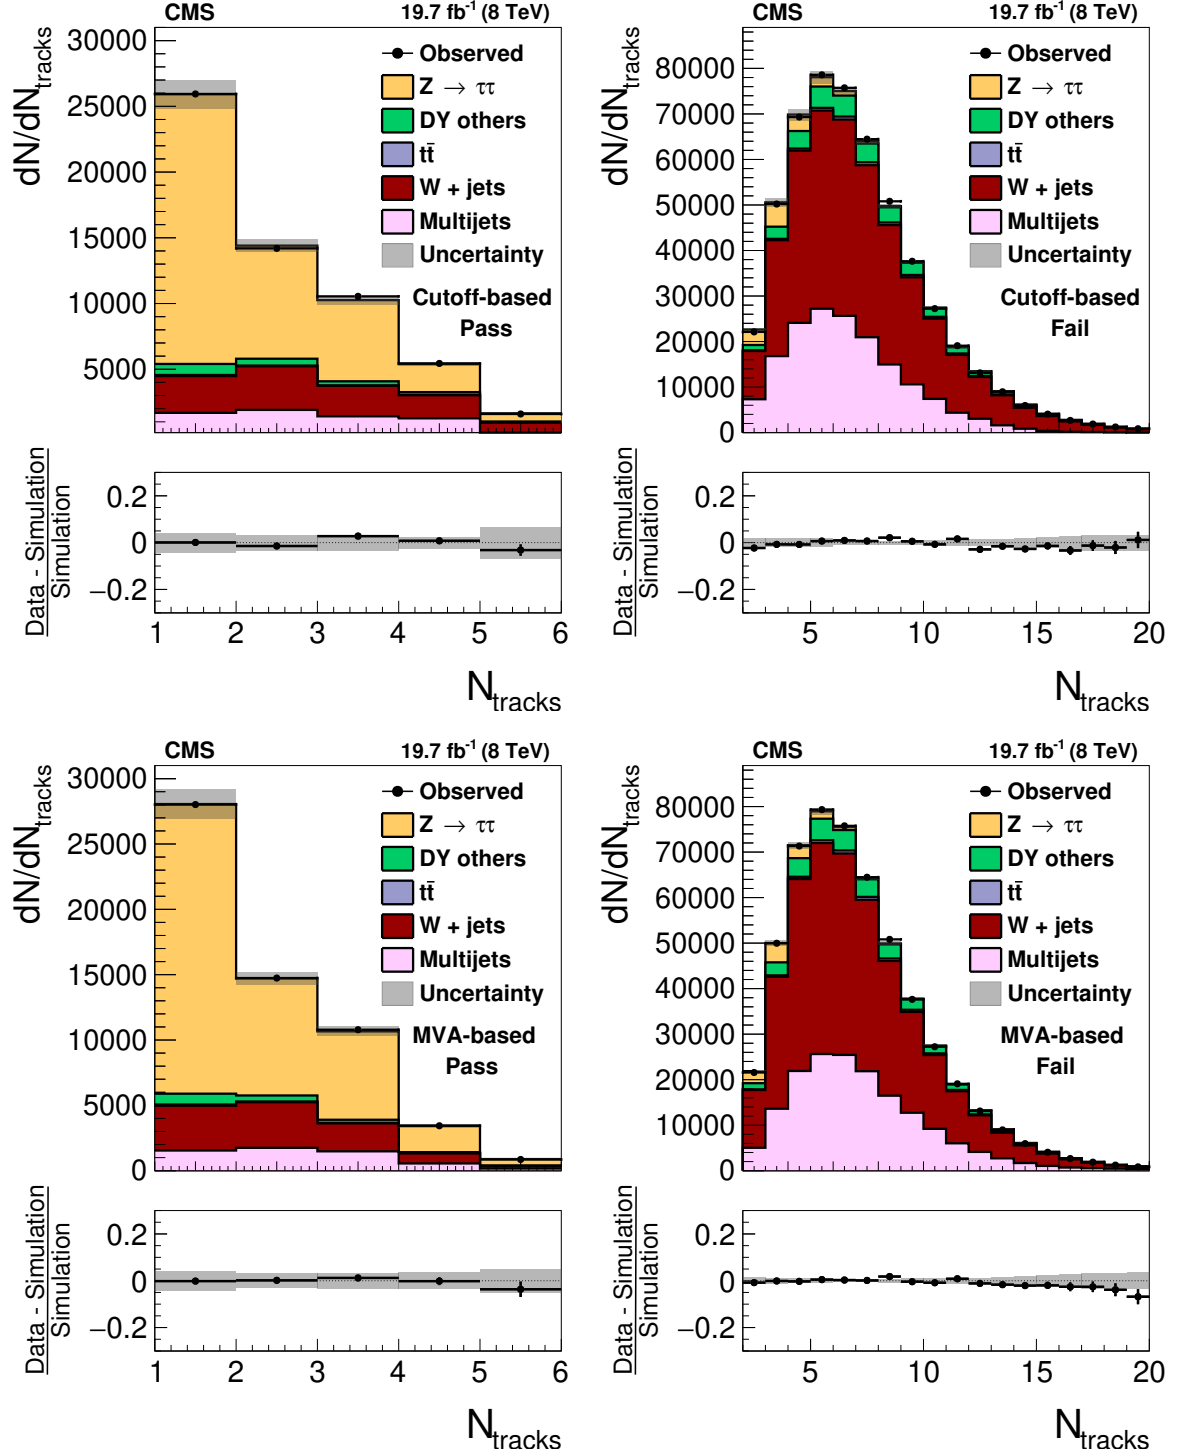 CMS 19.7 fb⁻¹ (8 TeV)
dN/dN_tracks
30000
25000
20000
15000
10000
5000
Observed
Z → ττ
DY others
tt̄
W + jets
Multijets
Uncertainty
Cutoff-based
Pass
Data - Simulation
Simulation
0.2
0
−0.2
1 2 3 4 5 6
N_tracks
CMS 19.7 fb⁻¹ (8 TeV)
dN/dN_tracks
80000
70000
60000
50000
40000
30000
20000
10000
0
Observed
Z → ττ
DY others
tt̄
W + jets
Multijets
Uncertainty
Cutoff-based
Fail
Data - Simulation
Simulation
0.2
0
−0.2
5 10 15 20
N_tracks
CMS 19.7 fb⁻¹ (8 TeV)
dN/dN_tracks
30000
25000
20000
15000
10000
5000
0
Observed
Z → ττ
DY others
tt̄
W + jets
Multijets
Uncertainty
MVA-based
Pass
Data - Simulation
Simulation
0.2
0
−0.2
1 2 3 4 5 6
N_tracks
CMS 19.7 fb⁻¹ (8 TeV)
dN/dN_tracks
80000
70000
60000
50000
40000
30000
20000
10000
0
Observed
Z → ττ
DY others
tt̄
W + jets
Multijets
Uncertainty
MVA-based
Fail
Data - Simulation
Simulation
0.2
0
−0.2
5 10 15 20
N_tracks